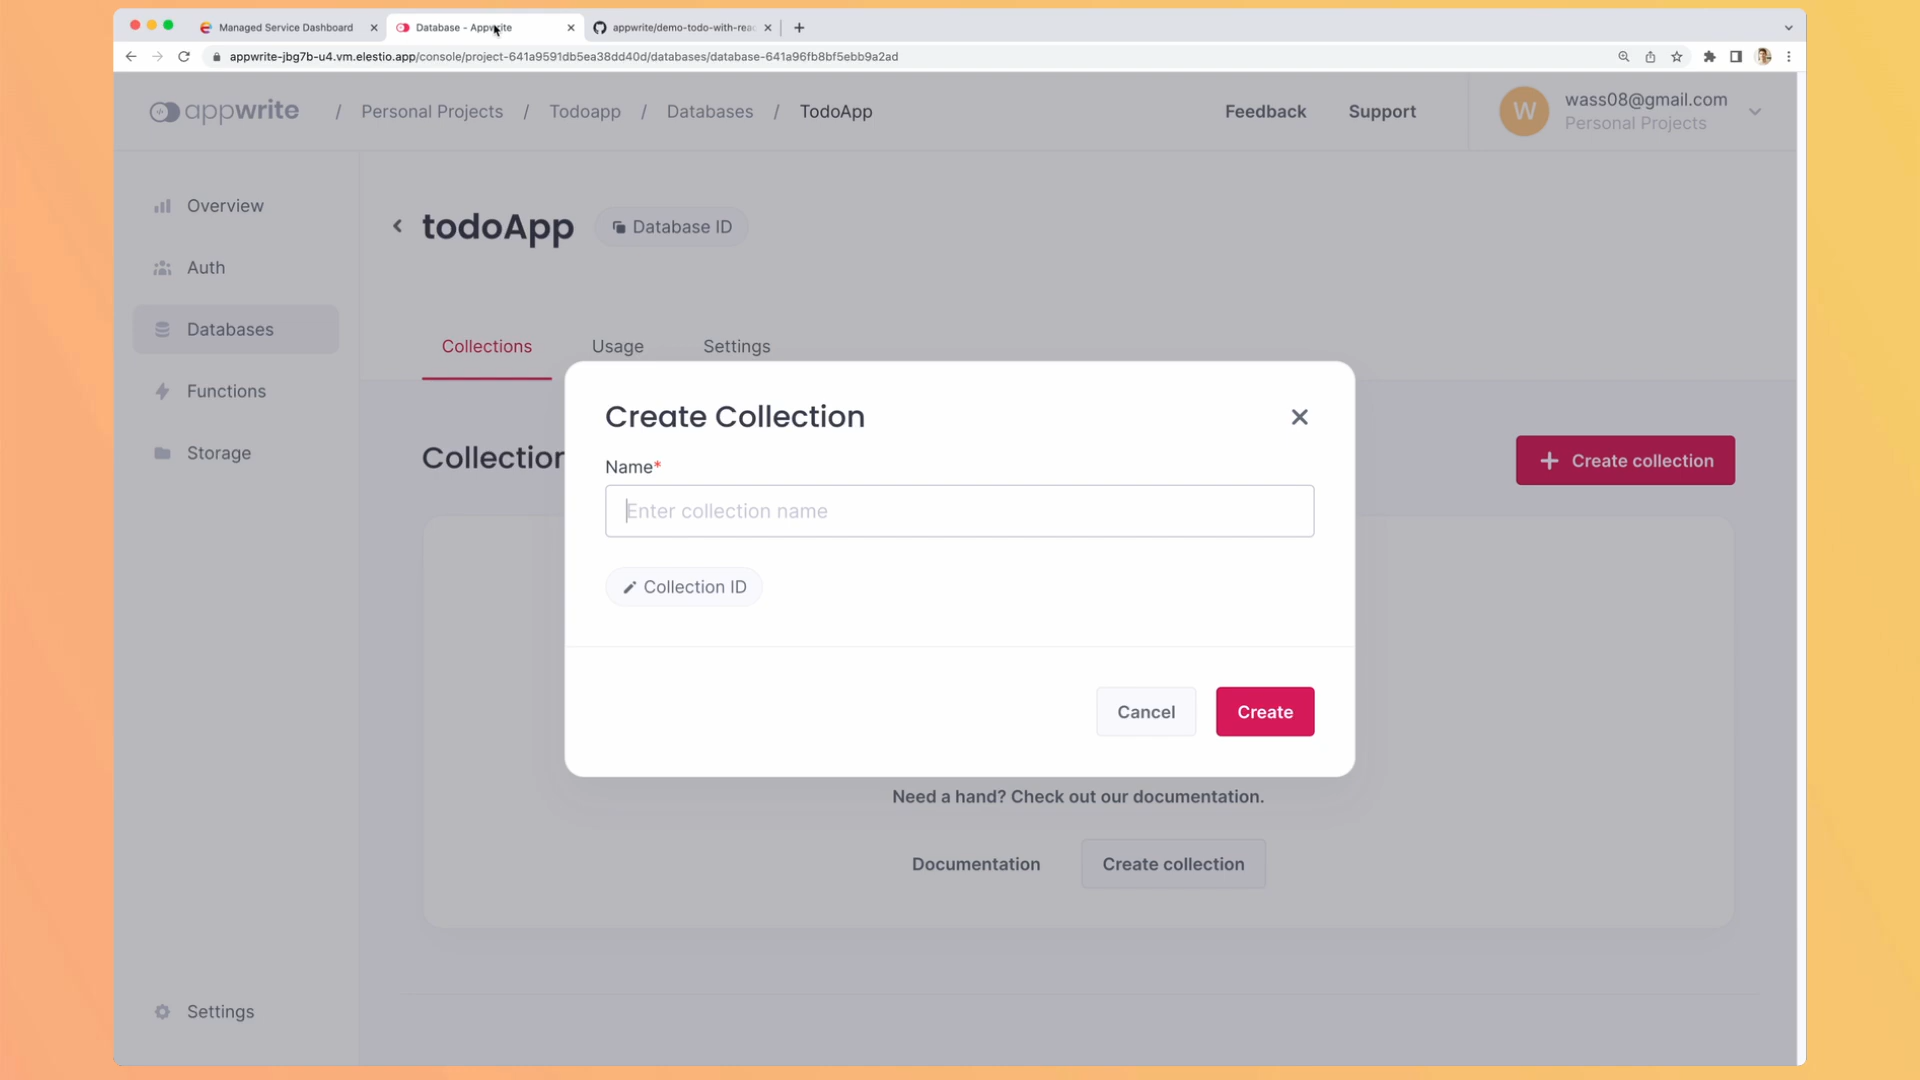 Managed Service Dashboard
Database - Appwrite
appwrite/demo-todo-with-reac
appwrite-jbg7b-u4.vm.elestio.app/console/project-641a9591db5ea38dd40d/databases/database-641a96fb8bf5ebb9a2ad
appwrite / Personal Projects / Todoapp / Databases / TodoApp
Feedback
Support
W
wass08@gmail.com
Personal Projects
Overview
Auth
Databases
Functions
Storage
Settings
todoApp
Database ID
Collections
Usage
Settings
Collection
Create collection
Create Collection
Name*
Enter collection name
Collection ID
Cancel
Create
Need a hand? Check out our documentation.
Documentation
Create collection